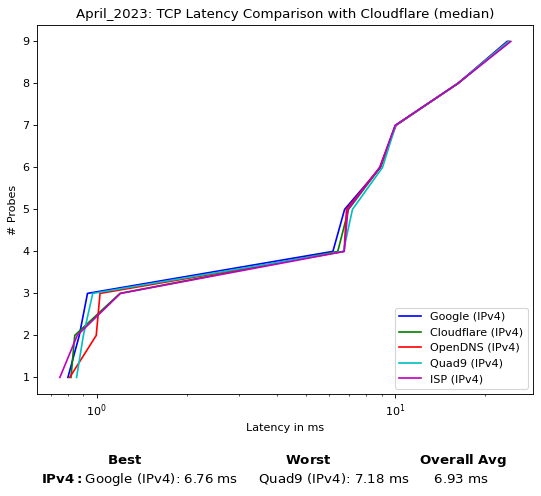 April_2023: TCP Latency Comparison with Cloudflare (median)
9
8
7
6
5
4
3
2
1
# Probes
Google (IPv4)
Cloudflare (IPv4)
OpenDNS (IPv4)
Quad9 (IPv4)
ISP (IPv4)
10⁰ 10¹
Latency in ms
Best Worst Overall Avg
IPv4: Google (IPv4): 6.76 ms Quad9 (IPv4): 7.18 ms 6.93 ms